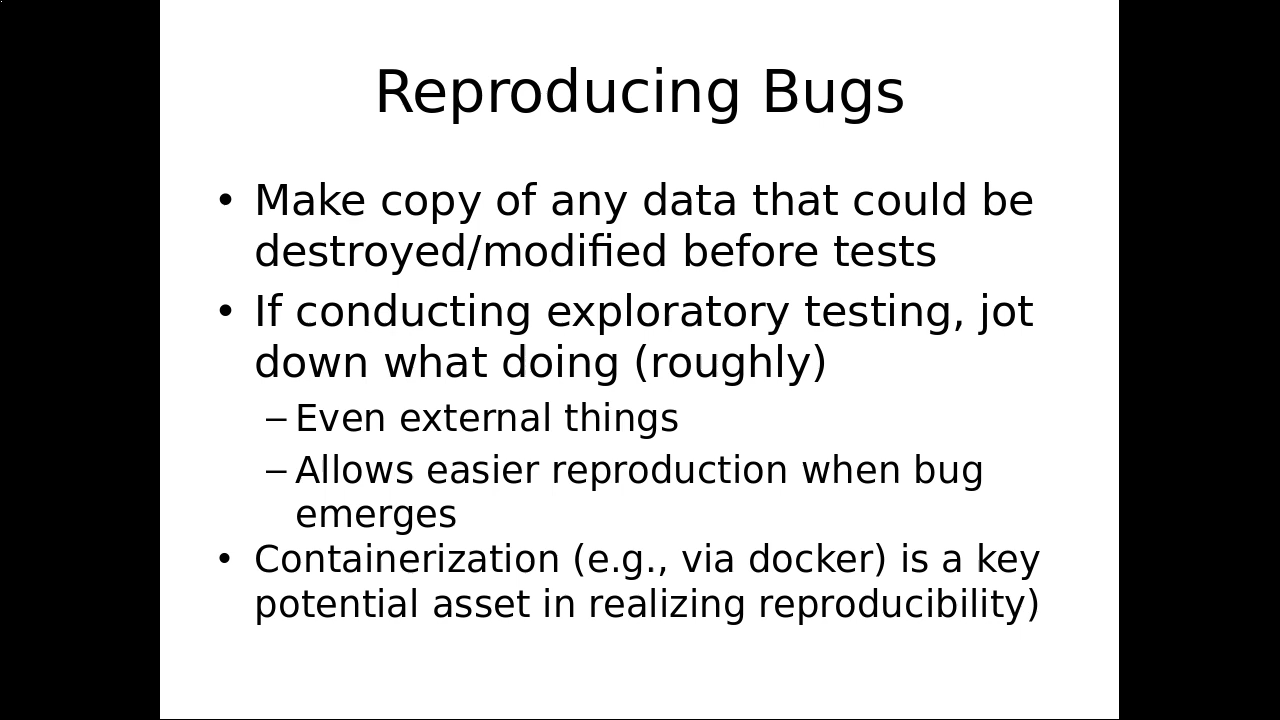 Reproducing Bugs
• Make copy of any data that could be
destroyed/modified before tests
• If conducting exploratory testing, jot
down what doing (roughly)
– Even external things
– Allows easier reproduction when bug
emerges
• Containerization (e.g., via docker) is a key
potential asset in realizing reproducibility)